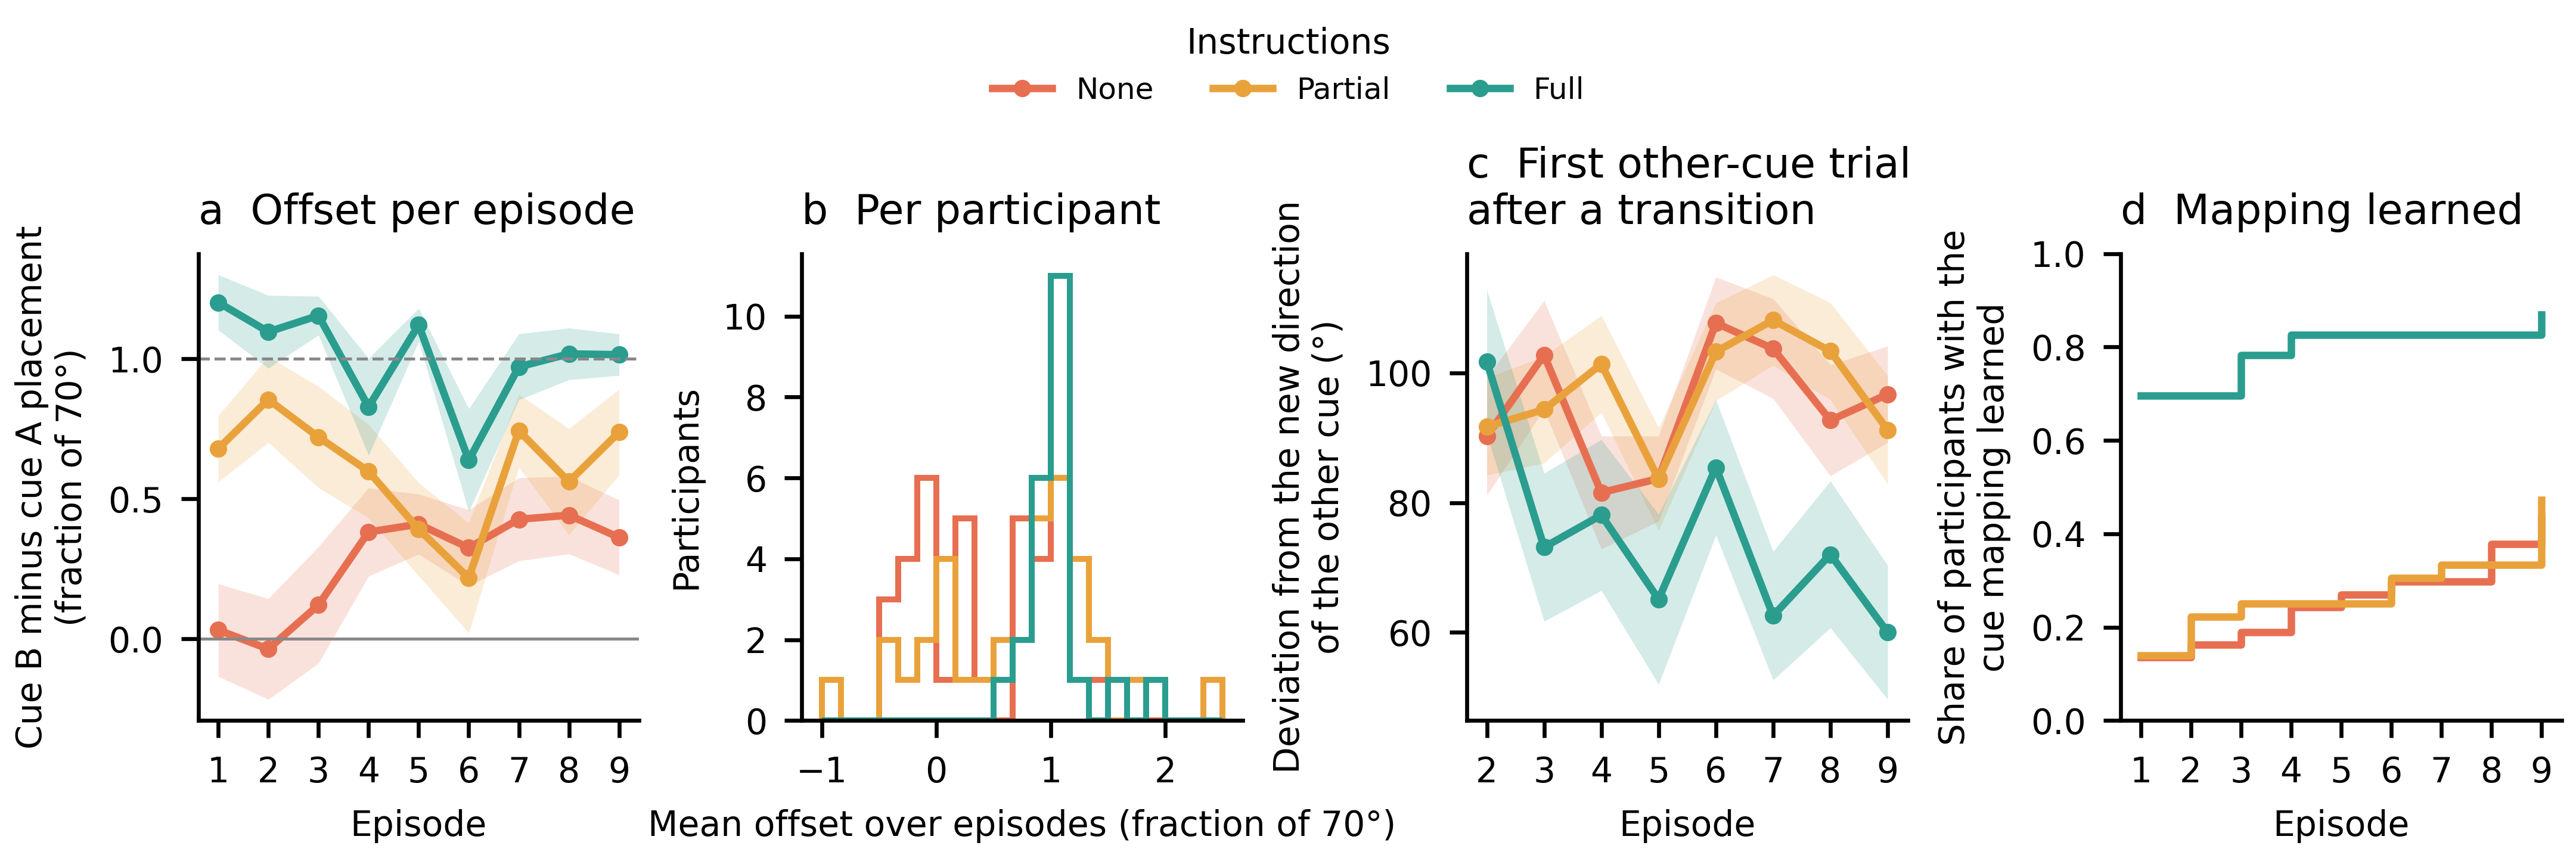 Instructions
None
Partial
Full
a Offset per episode
Cue B minus cue A placement
(fraction of 70°)
1.0
0.5
0.0
1 2 3 4 5 6 7 8 9
Episode
b Per participant
Participants
10
8
6
4
2
0
−1 0 1 2
Mean offset over episodes (fraction of 70°)
c First other-cue trial
after a transition
Deviation from the new direction
of the other cue (°)
100
80
60
2 3 4 5 6 7 8 9
Episode
d Mapping learned
Share of participants with the
cue mapping learned
1.0
0.8
0.6
0.4
0.2
0.0
1 2 3 4 5 6 7 8 9
Episode